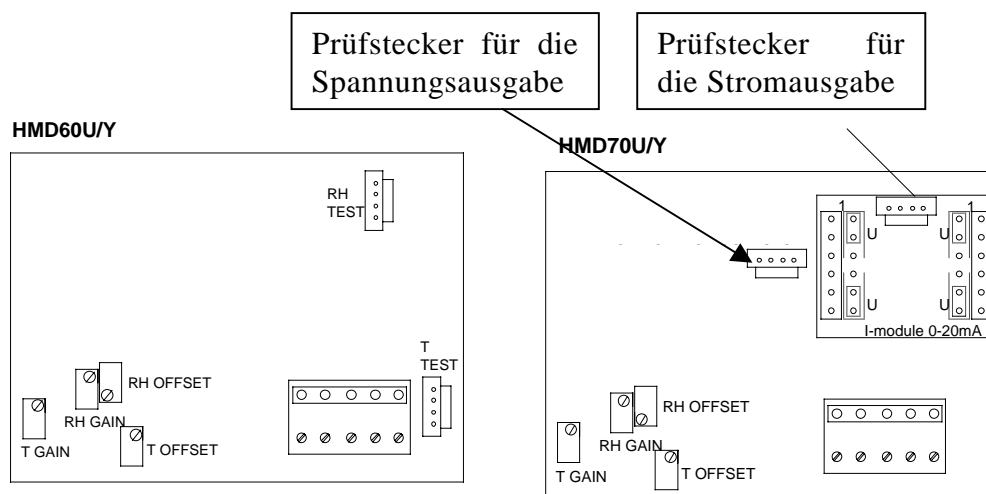 Prüfstecker für die
Spannungsausgabe
Prüfstecker für
die Stromausgabe
HMD60U/Y
RH
TEST
T
TEST
RH OFFSET
RH GAIN
T GAIN
T OFFSET
HMD70U/Y
1
1
U
U
U
U
I-module 0-20mA
RH OFFSET
RH GAIN
T GAIN
T OFFSET